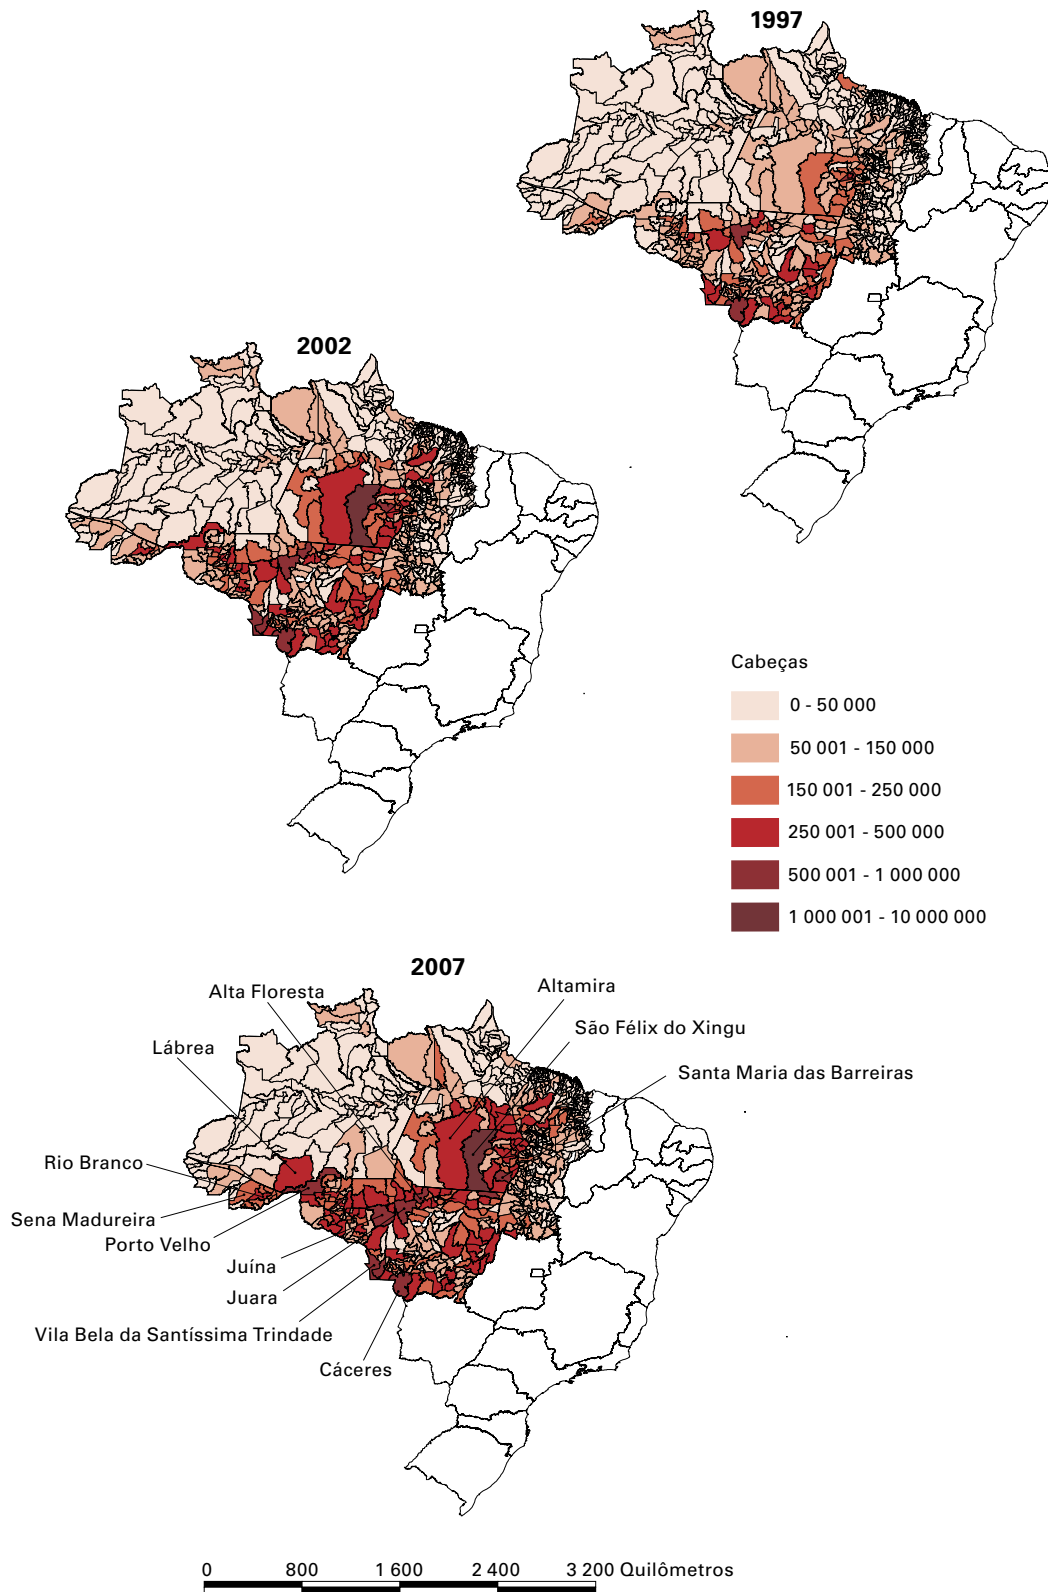 1997
2002
Cabeças
0 - 50 000
50 001 - 150 000
150 001 - 250 000
250 001 - 500 000
500 001 - 1 000 000
1 000 001 - 10 000 000
2007
Alta Floresta
Altamira
São Félix do Xingu
Lábrea
Santa Maria das Barreiras
Rio Branco
Sena Madureira
Porto Velho
Juína
Juara
Vila Bela da Santíssima Trindade
Cáceres
0 800 1 600 2 400 3 200 Quilômetros